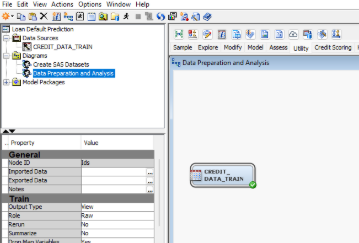 File Edit View Actions Options Window Help
Loan Default Prediction
Data Sources
CREDIT_DATA_TRAIN
Diagrams
Create SAS Datasets
Data Preparation and Analysis
Model Packages
Sample Explore Modify Model Assess Utility Credit Scoring
Data Preparation and Analysis
.. Property Value
General
Node ID Ids
Imported Data ...
Exported Data ...
Notes ...
Train
Output Type View
Role Raw
Rerun No
Summarize No
Drop Map Variables Yes
CREDIT_
DATA_TRAIN